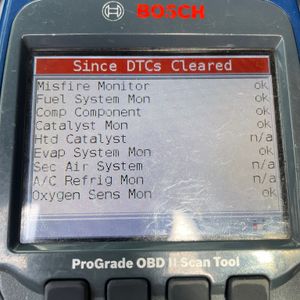 BOSCH
Since DTCs Cleared
Misfire Monitor ok
Fuel System Mon ok
Comp Component ok
Catalyst Mon ok
Htd Catalyst n/a
Evap System Mon ok
Sec Air System n/a
A/C Refrig Mon n/a
Oxygen Sens Mon ok
ProGrade OBD II Scan Tool